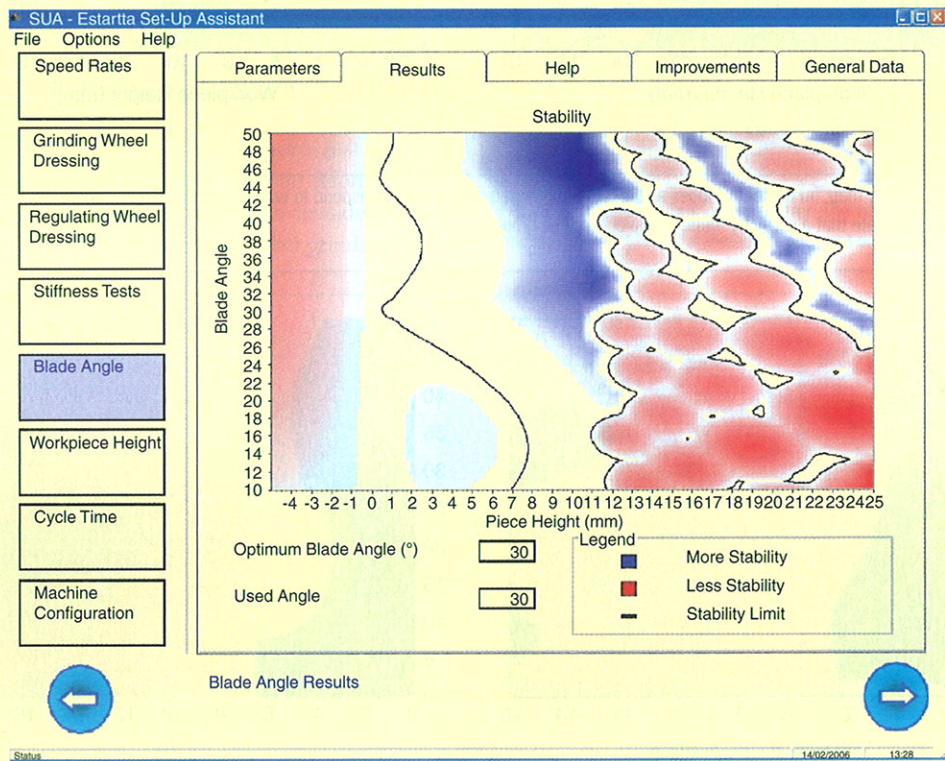 SUA - Estartta Set-Up Assistant
File Options Help
Speed Rates
Grinding Wheel
Dressing
Regulating Wheel
Dressing
Stiffness Tests
Blade Angle
Workpiece Height
Cycle Time
Machine
Configuration
Parameters Results Help Improvements General Data
Stability
Blade Angle
50
48
46
44
42
40
38
36
34
32
30
28
26
24
22
20
18
16
14
12
10
-4 -3 -2 -1 0 1 2 3 4 5 6 7 8 9 10 11 12 13 14 15 16 17 18 19 20 21 22 23 24 25
Piece Height (mm)
Optimum Blade Angle (°) 30
Used Angle 30
Legend
More Stability
Less Stability
Stability Limit
Blade Angle Results
Status 14/02/2006 13:28